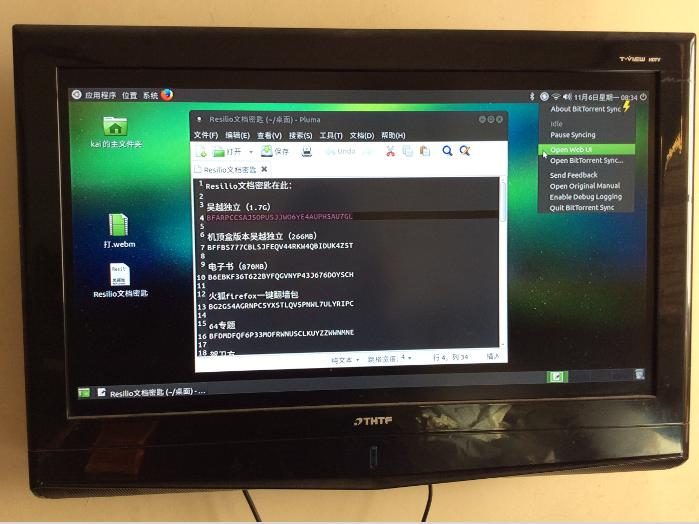 T-VIEW HDTV
应用程序 位置 系统
11月6日星期一 08:34
Resilio文档密匙 (~/桌面) - Pluma
文件(F) 编辑(E) 查看(V) 搜索(S) 工具(T) 文档(D) 帮助(H)
打开 保存 Undo
Resilio文档密匙
1 Resilio文档密匙在此:
2
3 吴越独立 (1.7G)
4
5
6 机顶盒版本吴越独立 (266MB)
7 BFFBS777CBLSJFEQV44RKW4QBIDUK4ZST
8
9 电子书 (870MB)
10 B6EBKF36T622BYFQGVNYP43J676DOYSCH
11
12 火狐firefox一键翻墙包
13 BG2GS4AGRNPC5YXSTLQV5PNWL7ULYRIPC
14
15 64专题
16 BFDMDFQF6P33MOFRWNUSCLKUYZZWWNMNE
17
18
纯文本 跳格宽度: 4 行 4, 列 34 插入
kai 的主文件夹
打.webm
Resilio文档密匙
About BitTorrent Sync
Idle
Pause Syncing
Open Web UI
Open BitTorrent Sync...
Send Feedback
Open Original Manual
Enable Debug Logging
Quit BitTorrent Sync
Resilio文档密匙 (~/桌面) - ...
THTF